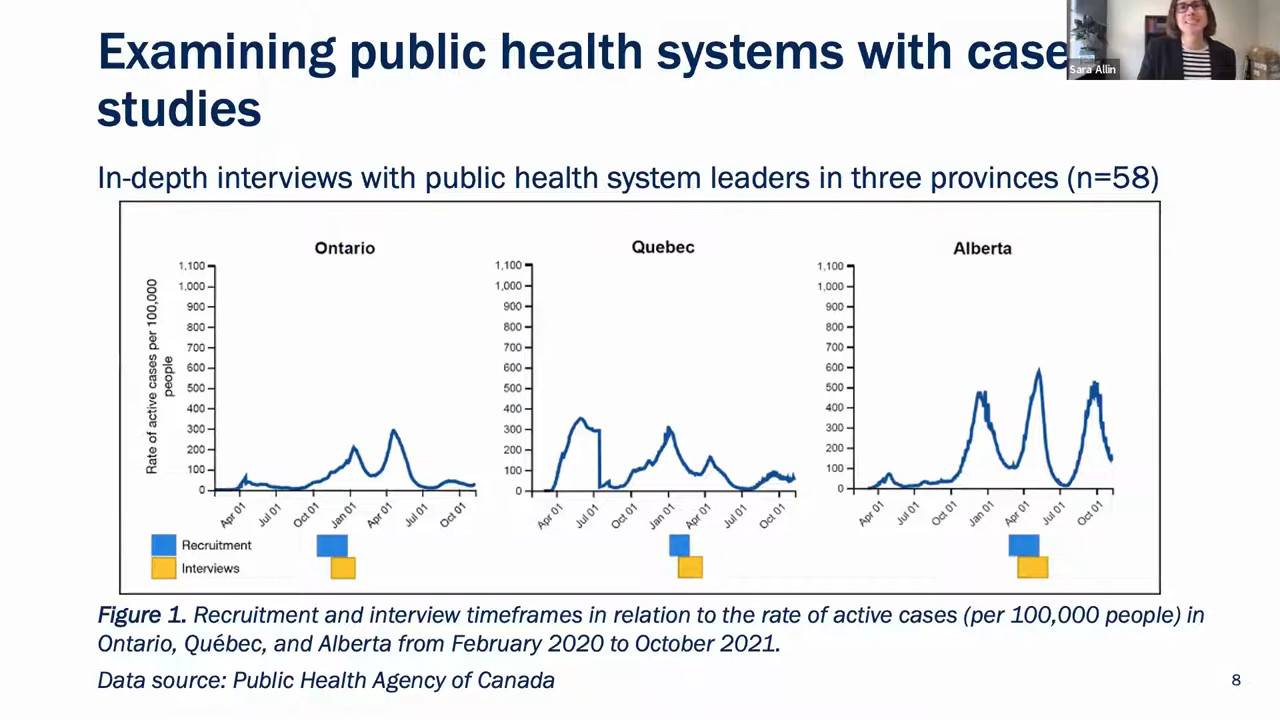 Examining public health systems with case
studies
Sara Allin
In-depth interviews with public health system leaders in three provinces (n=58)
Ontario
Quebec
Alberta
Rate of active cases per 100,000
people
1,100
1,000
900
800
700
600
500
400
300
200
100
0
Apr 01
Jul 01
Oct 01
Jan 01
Apr 01
Jul 01
Oct 01
1,100
1,000
900
800
700
600
500
400
300
200
100
0
Apr 01
Jul 01
Oct 01
Jan 01
Apr 01
Jul 01
Oct 01
1,100
1,000
900
800
700
600
500
400
300
200
100
0
Apr 01
Jul 01
Oct 01
Jan 01
Apr 01
Jul 01
Oct 01
Recruitment
Interviews
Figure 1. Recruitment and interview timeframes in relation to the rate of active cases (per 100,000 people) in
Ontario, Québec, and Alberta from February 2020 to October 2021.
Data source: Public Health Agency of Canada
8